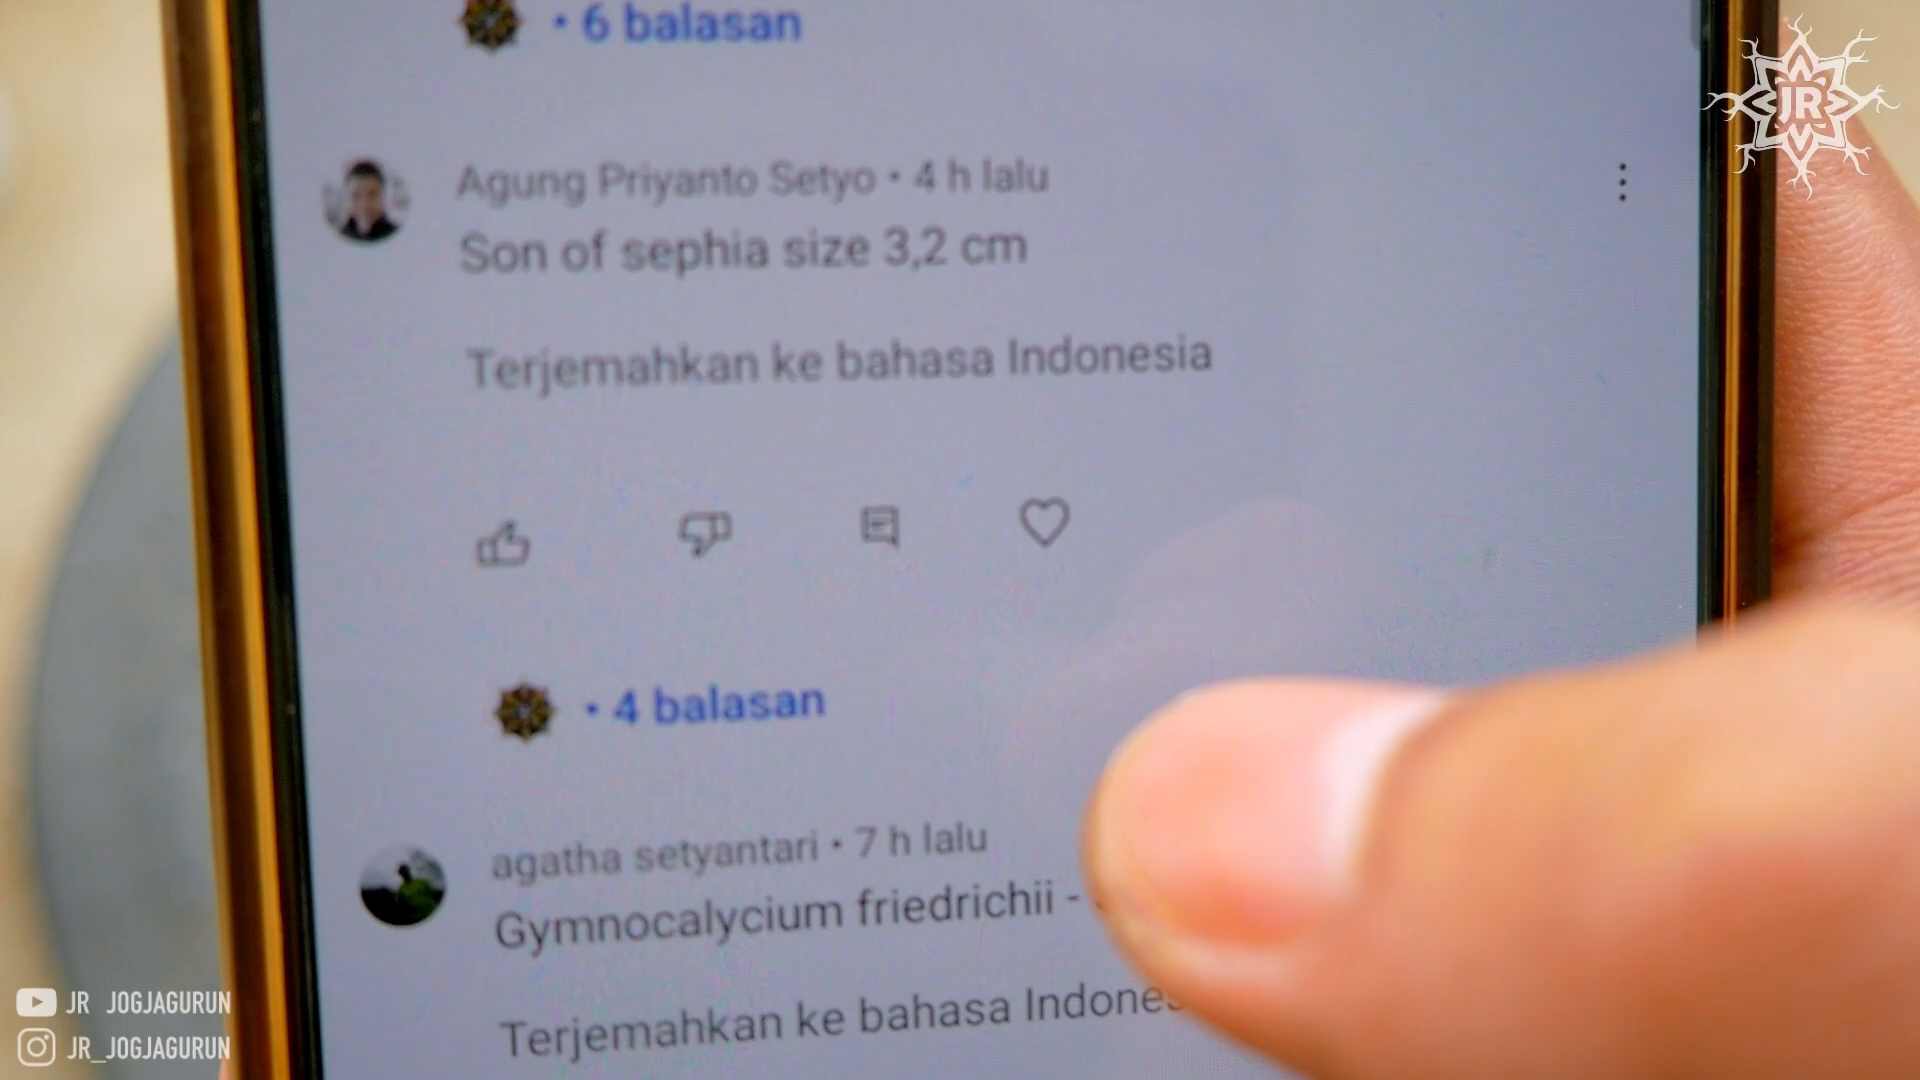 • 6 balasan
JR
Agung Priyanto Setyo • 4 h lalu
Son of sephia size 3,2 cm
Terjemahkan ke bahasa Indonesia
• 4 balasan
agatha setyantari • 7 h lalu
Gymnocalycium friedrichii -
Terjemahkan ke bahasa
JR JOGJAGURUN
JR_JOGJAGURUN